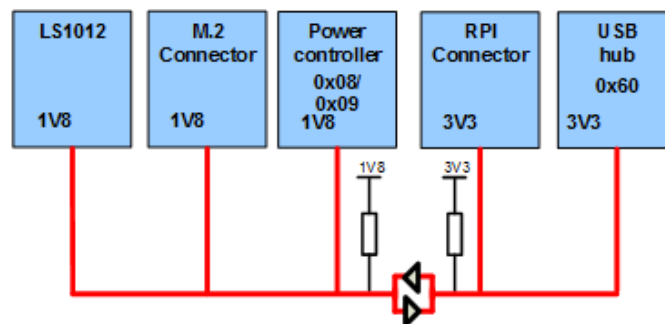 LS1012
1V8
M.2
Connector
1V8
Power
controller
0x08/
0x09
1V8
RPI
Connector
3V3
USB
hub
0x60
3V3
1V8
3V3